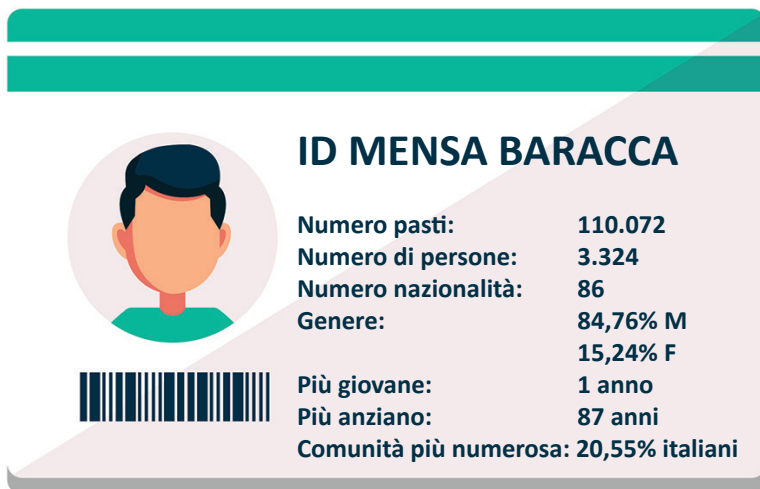 ID MENSA BARACCA
Numero pasti: 110.072
Numero di persone: 3.324
Numero nazionalità: 86
Genere: 84,76% M
15,24% F
Più giovane: 1 anno
Più anziano: 87 anni
Comunità più numerosa: 20,55% italiani